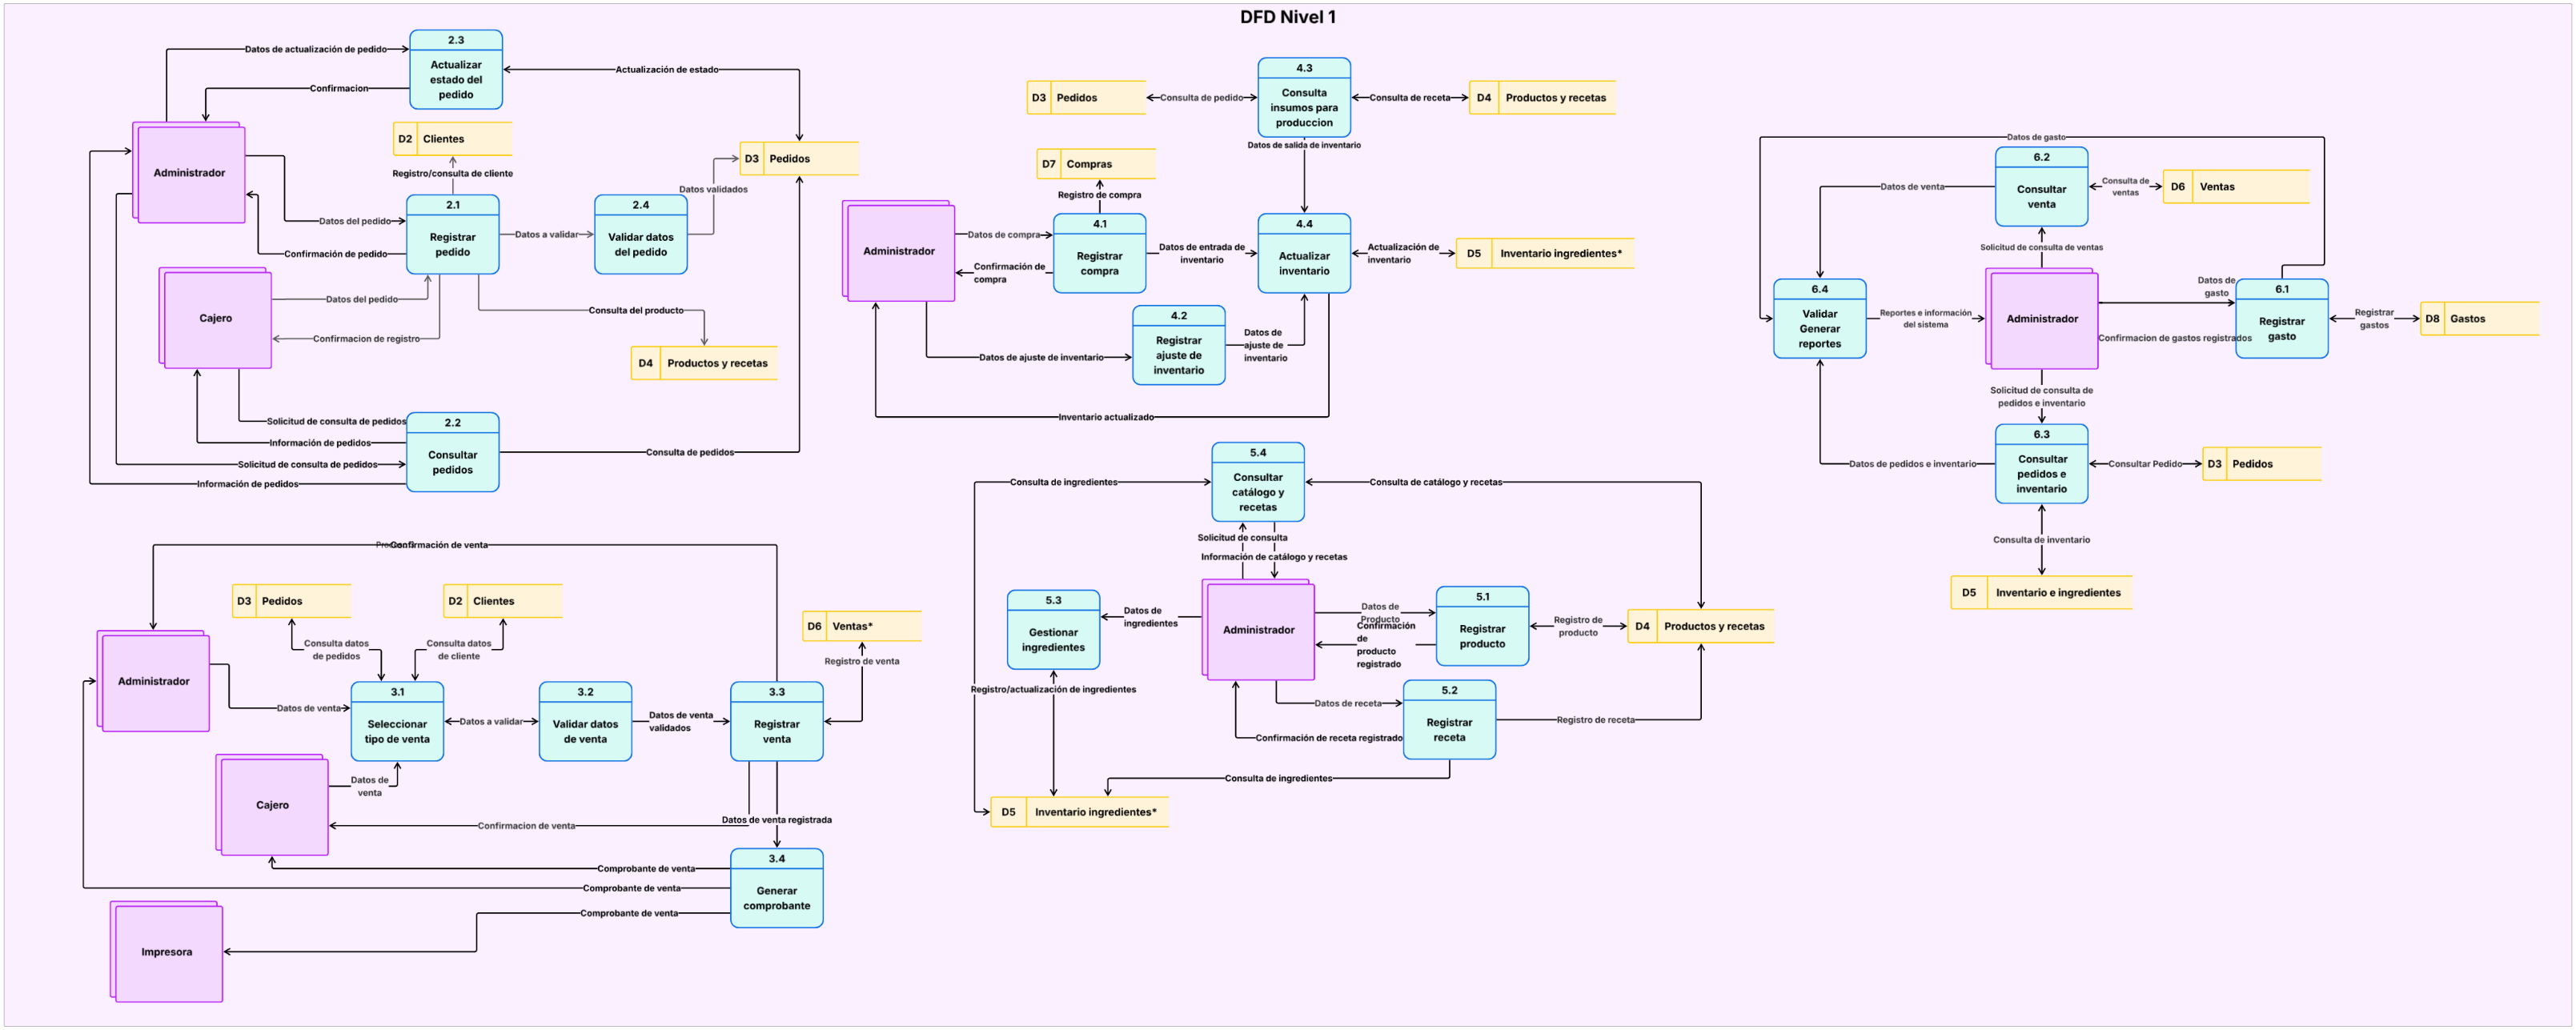 DFD Nivel 1
2.3
Actualizar
estado del
pedido
Datos de actualización de pedido
Confirmacion
Actualización de estado
Administrador
D2 Clientes
Registro/consulta de cliente
D3 Pedidos
Datos validados
2.1
Registrar
pedido
Datos del pedido
Confirmación de pedido
Datos a validar
2.4
Validar datos
del pedido
Cajero
Datos del pedido
Confirmacion de registro
Consulta del producto
D4 Productos y recetas
2.2
Consultar
pedidos
Solicitud de consulta de pedidos
Información de pedidos
Solicitud de consulta de pedidos
Información de pedidos
Consulta de pedidos
Confirmación de venta
D3 Pedidos
D2 Clientes
Consulta datos
de pedidos
Consulta datos
de cliente
D6 Ventas*
Registro de venta
Administrador
Datos de venta
3.1
Seleccionar
tipo de venta
Datos a validar
3.2
Validar datos
de venta
Datos de venta
validados
3.3
Registrar
venta
Cajero
Datos de
venta
Confirmacion de venta
Datos de venta registrada
3.4
Generar
comprobante
Comprobante de venta
Comprobante de venta
Comprobante de venta
Impresora
4.3
Consulta
insumos para
produccion
D3 Pedidos
Consulta de pedido
Consulta de receta
D4 Productos y recetas
Datos de salida de inventario
D7 Compras
Registro de compra
Administrador
Datos de compra
Confirmación de
compra
4.1
Registrar
compra
Datos de entrada de
inventario
4.4
Actualizar
inventario
Actualización de
inventario
D5 Inventario ingredientes*
4.2
Registrar
ajuste de
inventario
Datos de ajuste de inventario
Datos de
ajuste de
inventario
Inventario actualizado
5.4
Consultar
catálogo y
recetas
Consulta de ingredientes
Consulta de catálogo y recetas
Solicitud de consulta
Información de catálogo y recetas
5.3
Gestionar
ingredientes
Datos de
ingredientes
Administrador
Datos de
Producto
Confirmación
de
producto
registrado
5.1
Registrar
producto
Registro de
producto
D4 Productos y recetas
Registro/actualización de ingredientes
Datos de receta
5.2
Registrar
receta
Registro de receta
Confirmación de receta registrado
Consulta de ingredientes
D5 Inventario ingredientes*
Datos de gasto
6.2
Consultar
venta
Datos de venta
Consulta de
ventas
D6 Ventas
Solicitud de consulta de ventas
6.4
Validar
Generar
reportes
Reportes e información
del sistema
Administrador
Datos de
gasto
Confirmacion de gastos registrados
6.1
Registrar
gasto
Registrar
gastos
D8 Gastos
Solicitud de consulta de
pedidos e inventario
6.3
Consultar
pedidos e
inventario
Datos de pedidos e inventario
Consultar Pedido
D3 Pedidos
Consulta de inventario
D5 Inventario e ingredientes